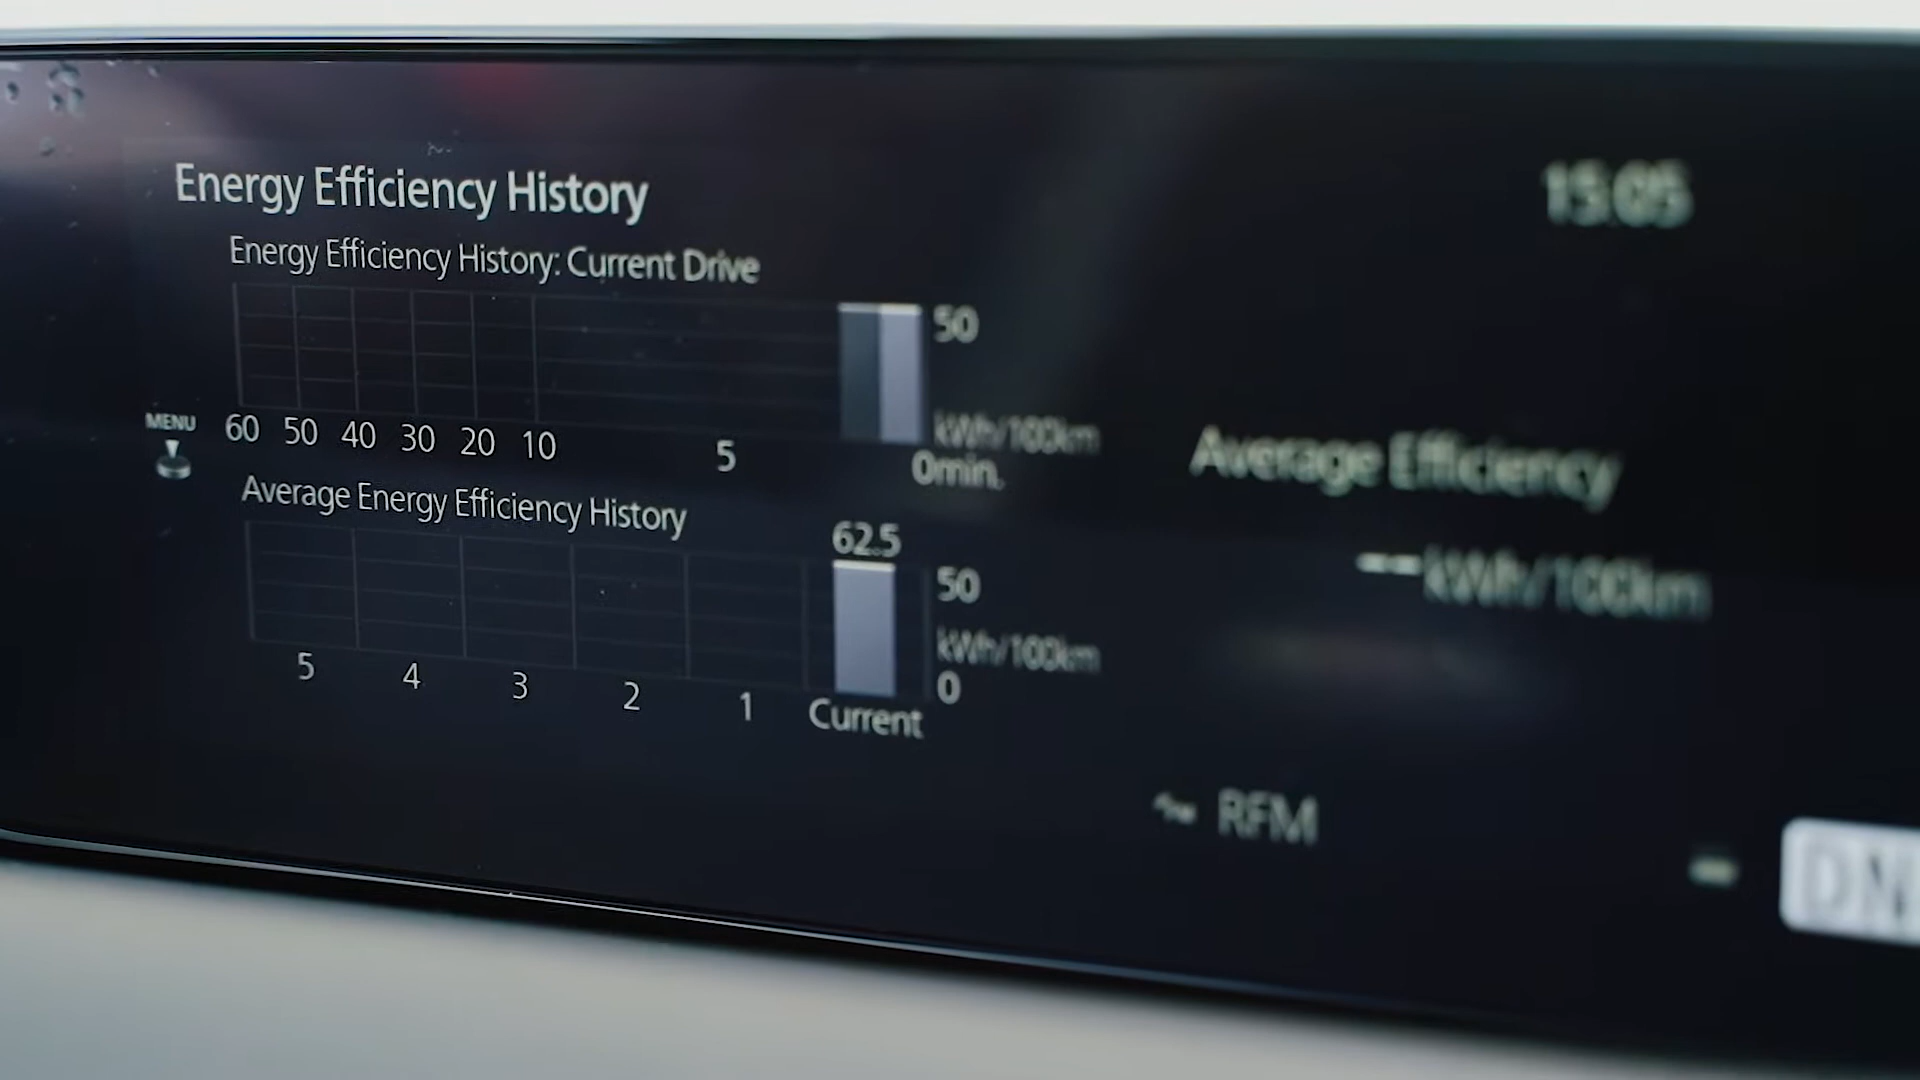 Energy Efficiency History
15:05
Energy Efficiency History: Current Drive
50
kWh/100km
60 50 40 30 20 10 5 0min.
MENU
Average Efficiency
-- kWh/100km
Average Energy Efficiency History
62.5
50
kWh/100km
0
5 4 3 2 1 Current
RFM